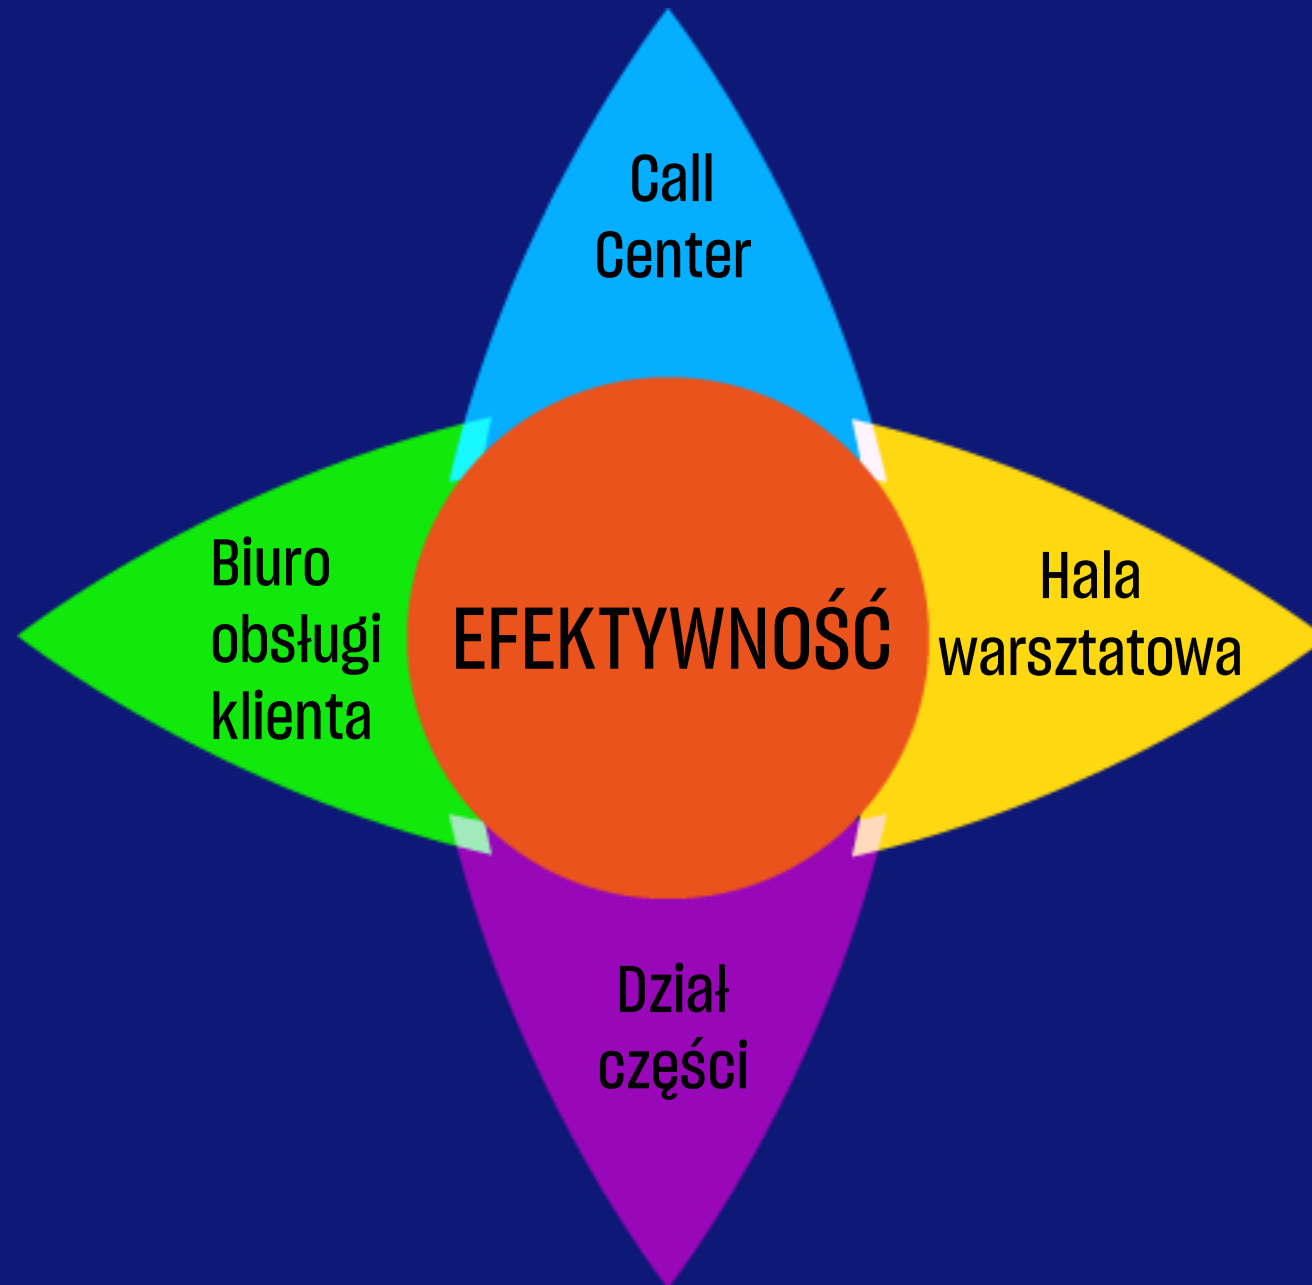 Call
Center
Biuro
obsługi
klienta
EFEKTYWNOŚĆ
Hala
warsztatowa
Dział
części